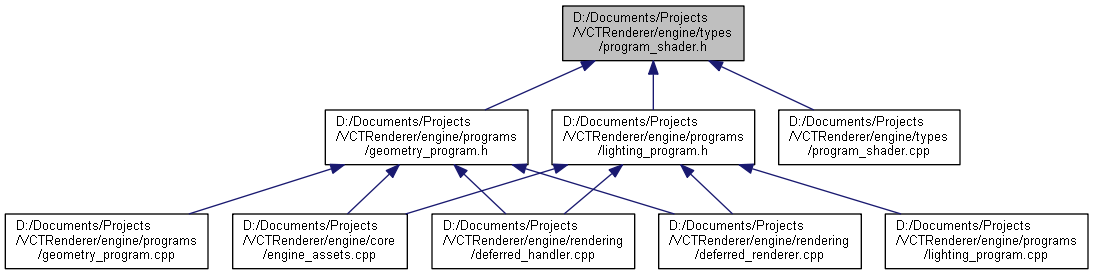 D:/Documents/Projects
/VCTRenderer/engine/types
/program_shader.h
D:/Documents/Projects
/VCTRenderer/engine/programs
/geometry_program.h
D:/Documents/Projects
/VCTRenderer/engine/programs
/lighting_program.h
D:/Documents/Projects
/VCTRenderer/engine/types
/program_shader.cpp
D:/Documents/Projects
/VCTRenderer/engine/programs
/geometry_program.cpp
D:/Documents/Projects
/VCTRenderer/engine/core
/engine_assets.cpp
D:/Documents/Projects
/VCTRenderer/engine/rendering
/deferred_handler.cpp
D:/Documents/Projects
/VCTRenderer/engine/rendering
/deferred_renderer.cpp
D:/Documents/Projects
/VCTRenderer/engine/programs
/lighting_program.cpp